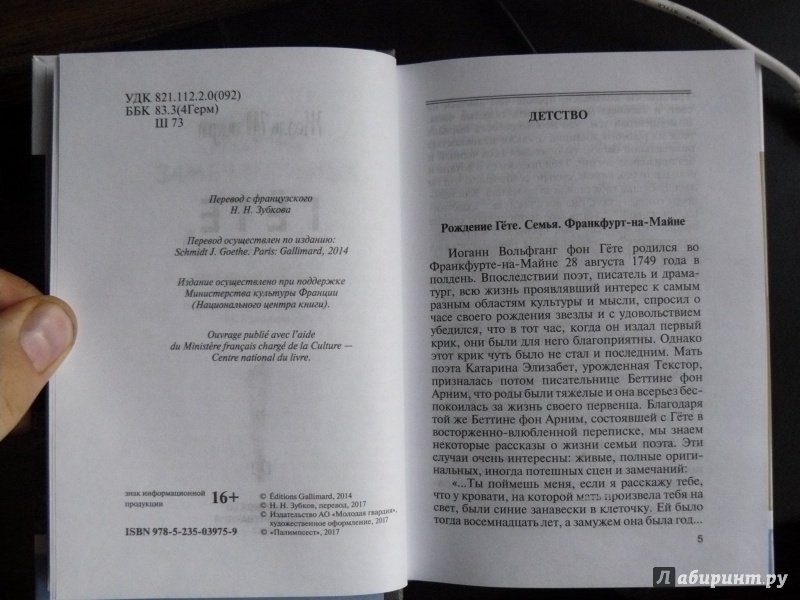 УДК 821.112.2.0(092)
ББК 83.3(4Герм)
Ш 73
Перевод с французского
Н. Н. Зубкова
Перевод осуществлен по изданию:
Schmidt J. Goethe. Paris: Gallimard, 2014
Издание осуществлено при поддержке
Министерства культуры Франции
(Национального центра книги).
Ouvrage publié avec l'aide
du Ministère français chargé de la Culture —
Centre national du livre.
знак информационной
продукции
16+
© Éditions Gallimard, 2014
© Н. Н. Зубков, перевод, 2017
© Издательство АО «Молодая гвардия»,
художественное оформление, 2017
© «Палимпсест», 2017
ISBN 978-5-235-03975-9
ДЕТСТВО
Рождение Гёте. Семья. Франкфурт-на-Майне
Иоганн Вольфганг фон Гёте родился во
Франкфурте-на-Майне 28 августа 1749 года в
полдень. Впоследствии поэт, писатель и драма-
тург, всю жизнь проявлявший интерес к самым
разным областям культуры и мысли, спросил о
часе своего рождения звезды и с удовольствием
убедился, что в тот час, когда он издал первый
крик, они были для него благоприятны. Однако
этот крик чуть было не стал и последним. Мать
поэта Катарина Элизабет, урожденная Текстор,
призналась потом писательнице Беттине фон
Арним, что роды были тяжелые и она всерьез бес-
покоилась за жизнь своего первенца. Благодаря
той же Беттине фон Арним, состоявшей с Гёте в
восторженно-влюбленной переписке, мы знаем
некоторые рассказы о жизни семьи поэта. Эти
случаи очень интересны: живые, полные ориги-
нальных, иногда потешных сцен и замечаний:
«...Ты поймешь меня, если я расскажу тебе,
что у кровати, на которой мать произвела тебя на
свет, были синие занавески в клеточку. Ей было
тогда восемнадцать лет, а замужем она была год...
5
Лабиринт.ру